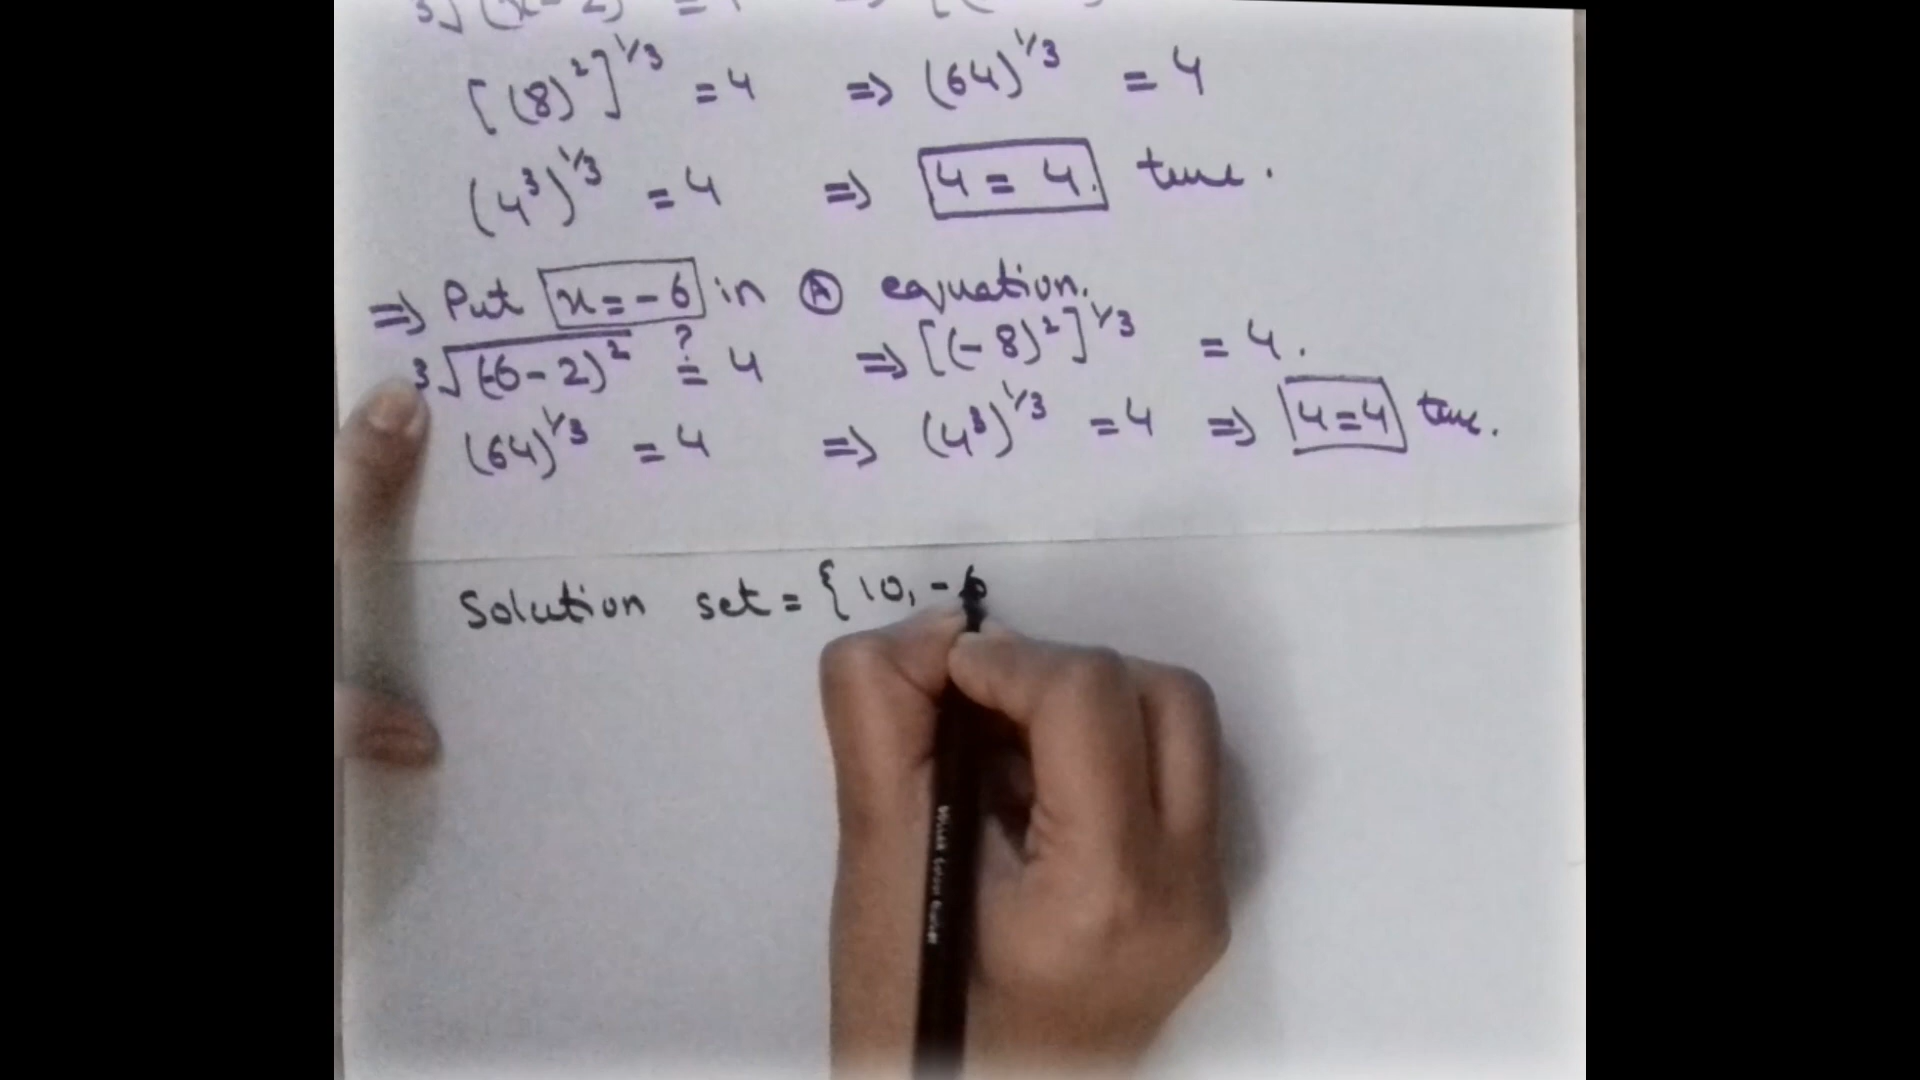 [(8)²]^1/3 = 4 ⇒ (64)^1/3 = 4
(4³)^1/3 = 4 ⇒ 4 = 4. true.
⇒ Put x = -6 in Ⓐ equation.
∛(-6-2)² ≟ 4 ⇒ [(-8)²]^1/3 = 4.
(64)^1/3 = 4 ⇒ (4³)^1/3 = 4 ⇒ 4=4 true.
Solution set = { 10, -6